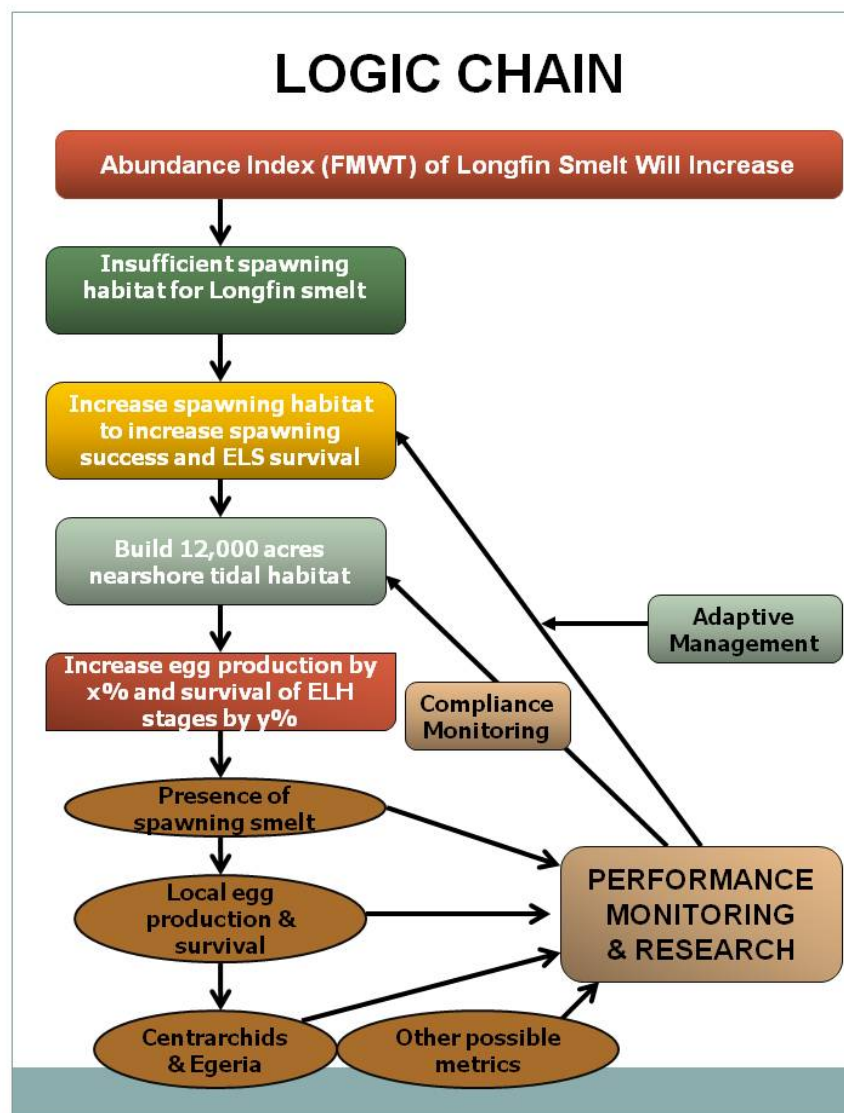 LOGIC CHAIN
Abundance Index (FMWT) of Longfin Smelt Will Increase
Insufficient spawning
habitat for Longfin smelt
Increase spawning habitat
to increase spawning
success and ELS survival
Build 12,000 acres
nearshore tidal habitat
Adaptive
Management
Increase egg production by
x% and survival of ELH
stages by y%
Compliance
Monitoring
Presence of
spawning smelt
Local egg
production &
survival
PERFORMANCE
MONITORING
& RESEARCH
Centrarchids
& Egeria
Other possible
metrics